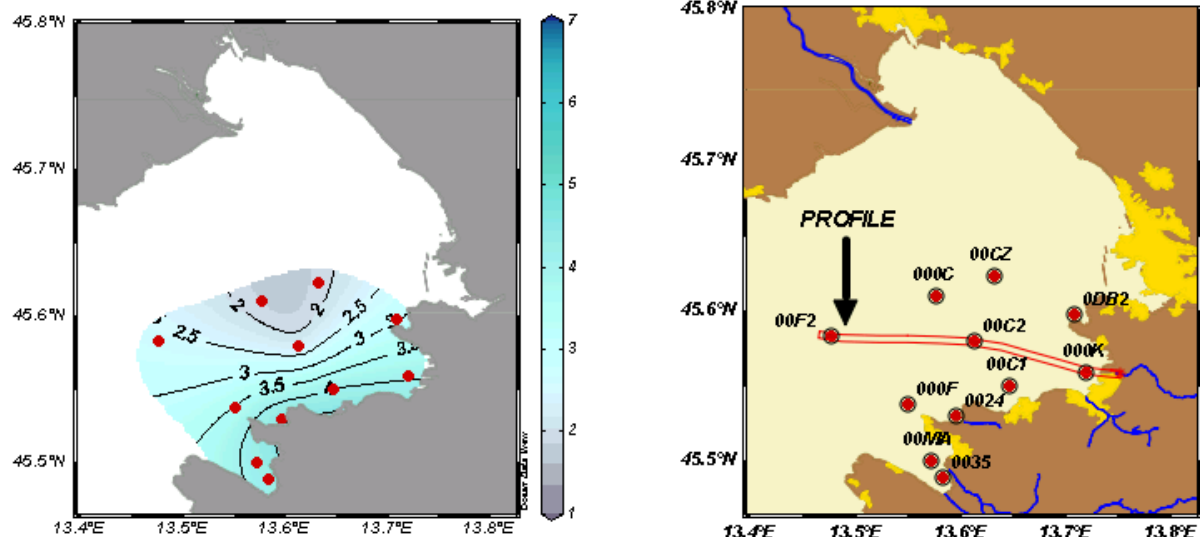 45.8°N
45.7°N
45.6°N
45.5°N
13.4°E
13.5°E
13.6°E
13.7°E
13.8°E
2
2
2.5
2.5
3
3
3.5
3.
4
7
6
5
4
3
2
1
Ocean Data View
45.8°N
45.7°N
45.6°N
45.5°N
13.4°E
13.5°E
13.6°E
13.7°E
13.8°E
PROFILE
00CZ
000C
0DB2
00F2
00C2
000K
00C1
000F
0024
00MA
0035